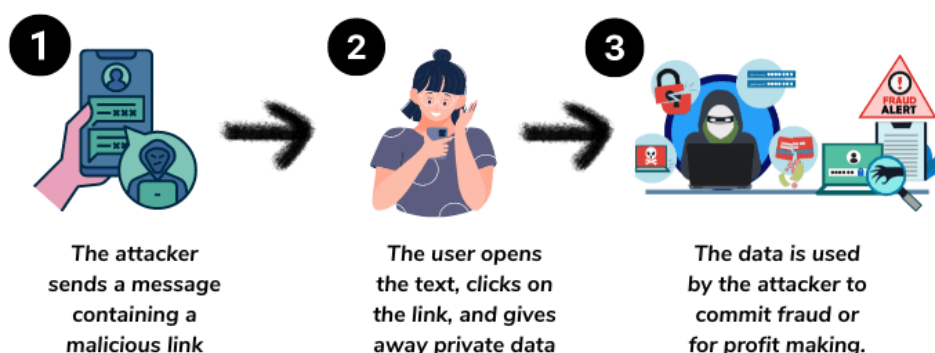 1
2
3
FRAUD
ALERT
The attacker
sends a message
containing a
malicious link
The user opens
the text, clicks on
the link, and gives
away private data
The data is used
by the attacker to
commit fraud or
for profit making.